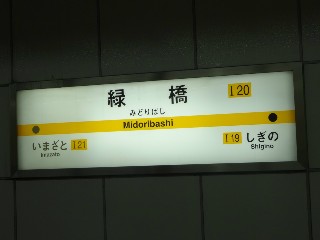 緑橋 I20
みどりばし
Midoribashi
いまざと I21
Imazato
I19 しぎの
Shigino